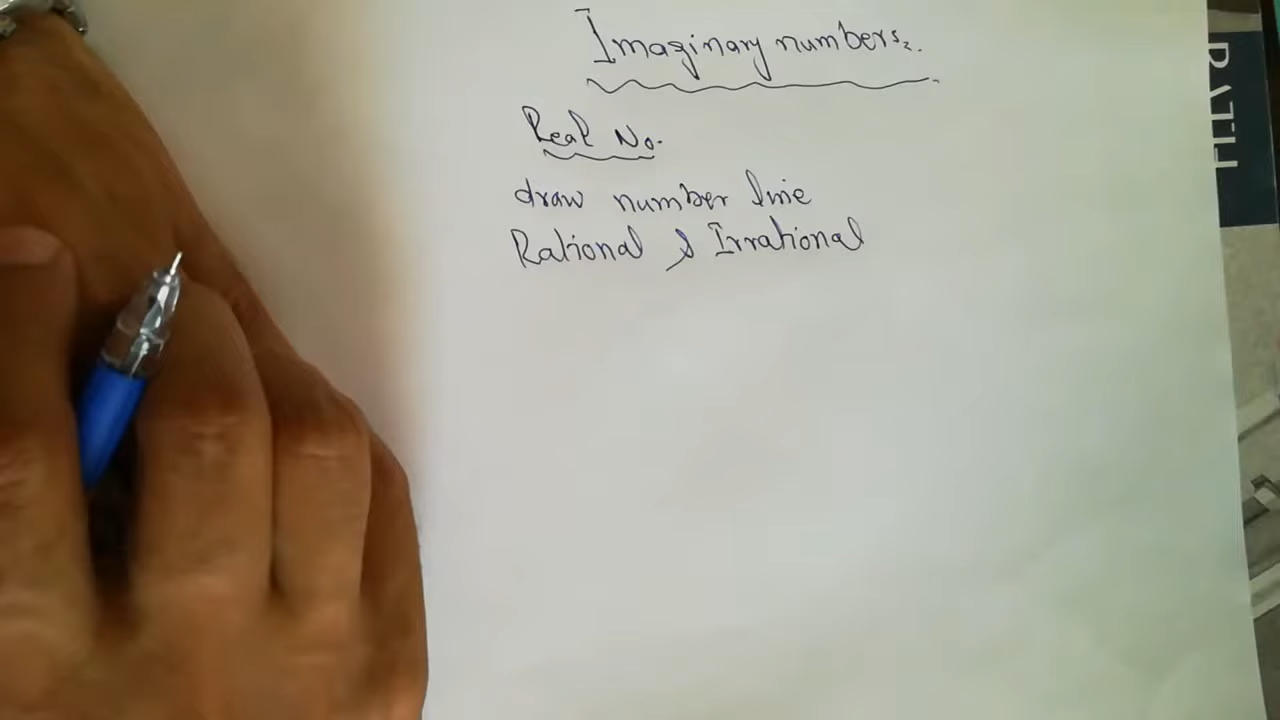 Imaginary numbers.
Real No.
draw number line
Rational & Irrational